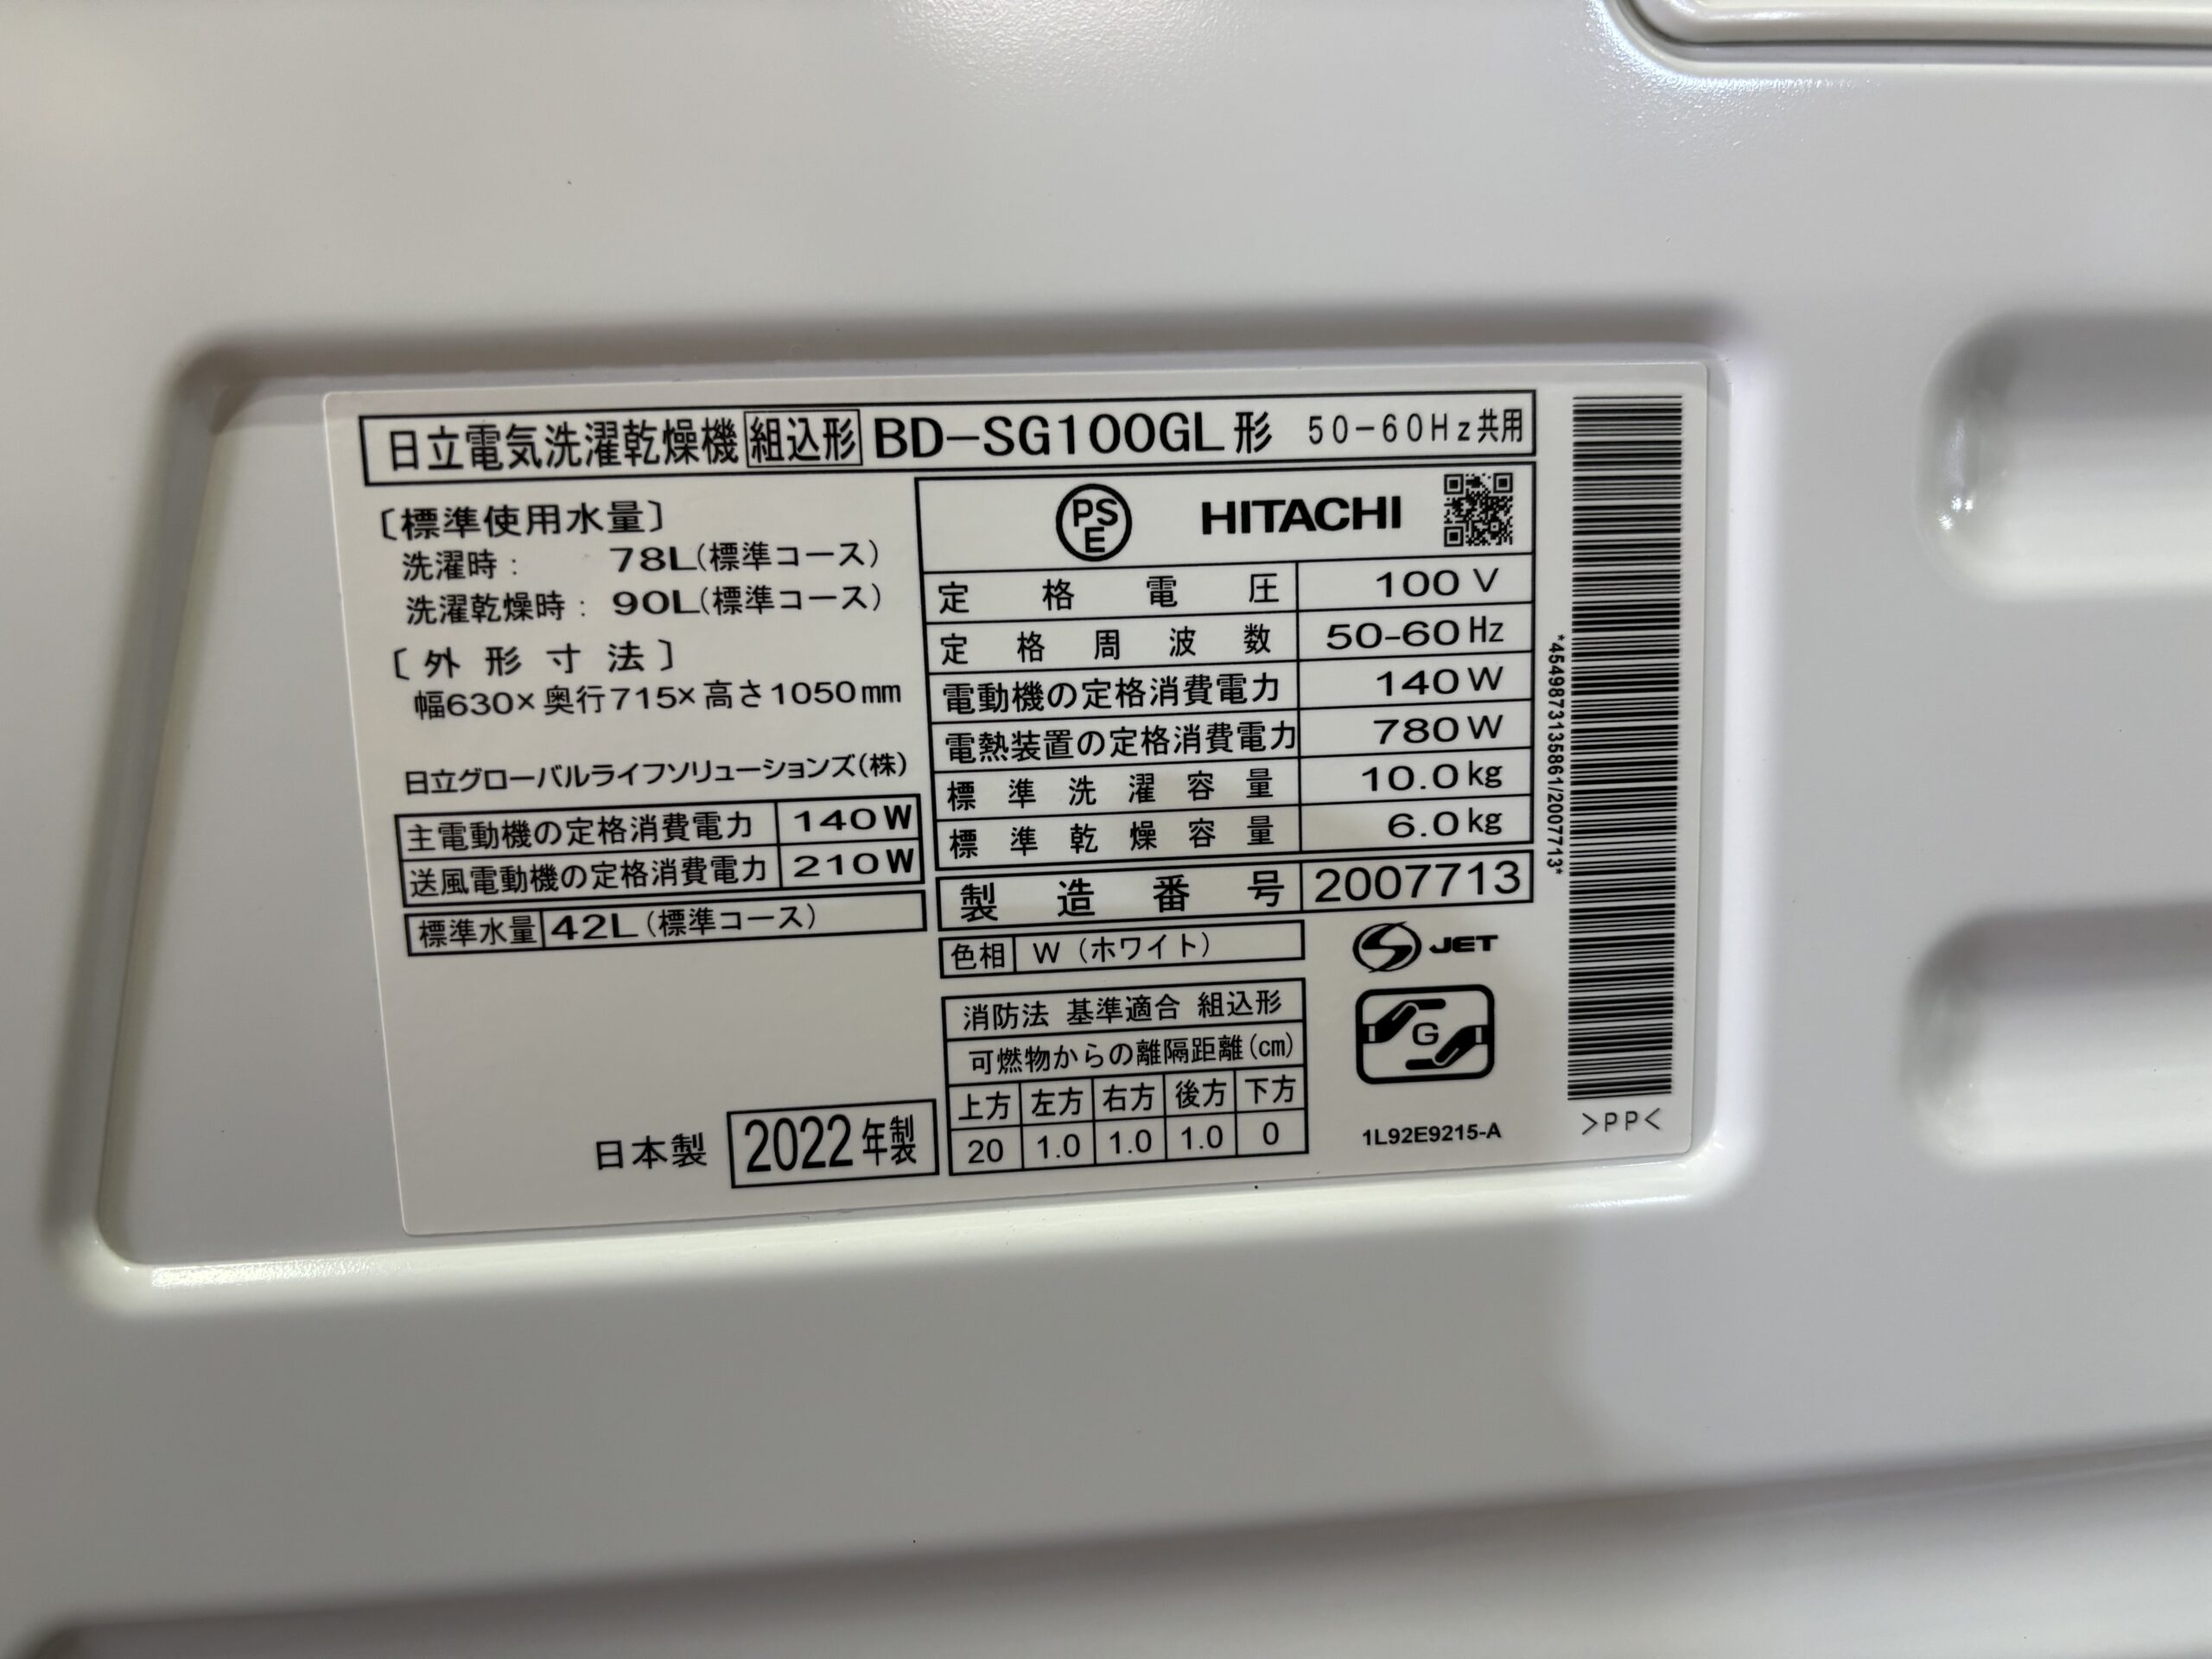 日立電気洗濯乾燥機 組込形 BD-SG100GL形 50-60Hz共用
〔標準使用水量〕
洗濯時： 78L(標準コース)
洗濯乾燥時： 90L(標準コース)
〔外形寸法〕
幅630×奥行715×高さ1050mm
日立グローバルライフソリューションズ(株)
主電動機の定格消費電力 140W
送風電動機の定格消費電力 210W
標準水量 42L(標準コース)
日本製 2022年製
PS
E
HITACHI
定格電圧 100V
定格周波数 50-60Hz
電動機の定格消費電力 140W
電熱装置の定格消費電力 780W
標準洗濯容量 10.0kg
標準乾燥容量 6.0kg
製造番号 2007713
色相 W（ホワイト）
消防法 基準適合 組込形
可燃物からの離隔距離(cm)
上方 左方 右方 後方 下方
20 1.0 1.0 1.0 0
S JET
G
1L92E9215-A
*4549873135861/2007713*
>PP<